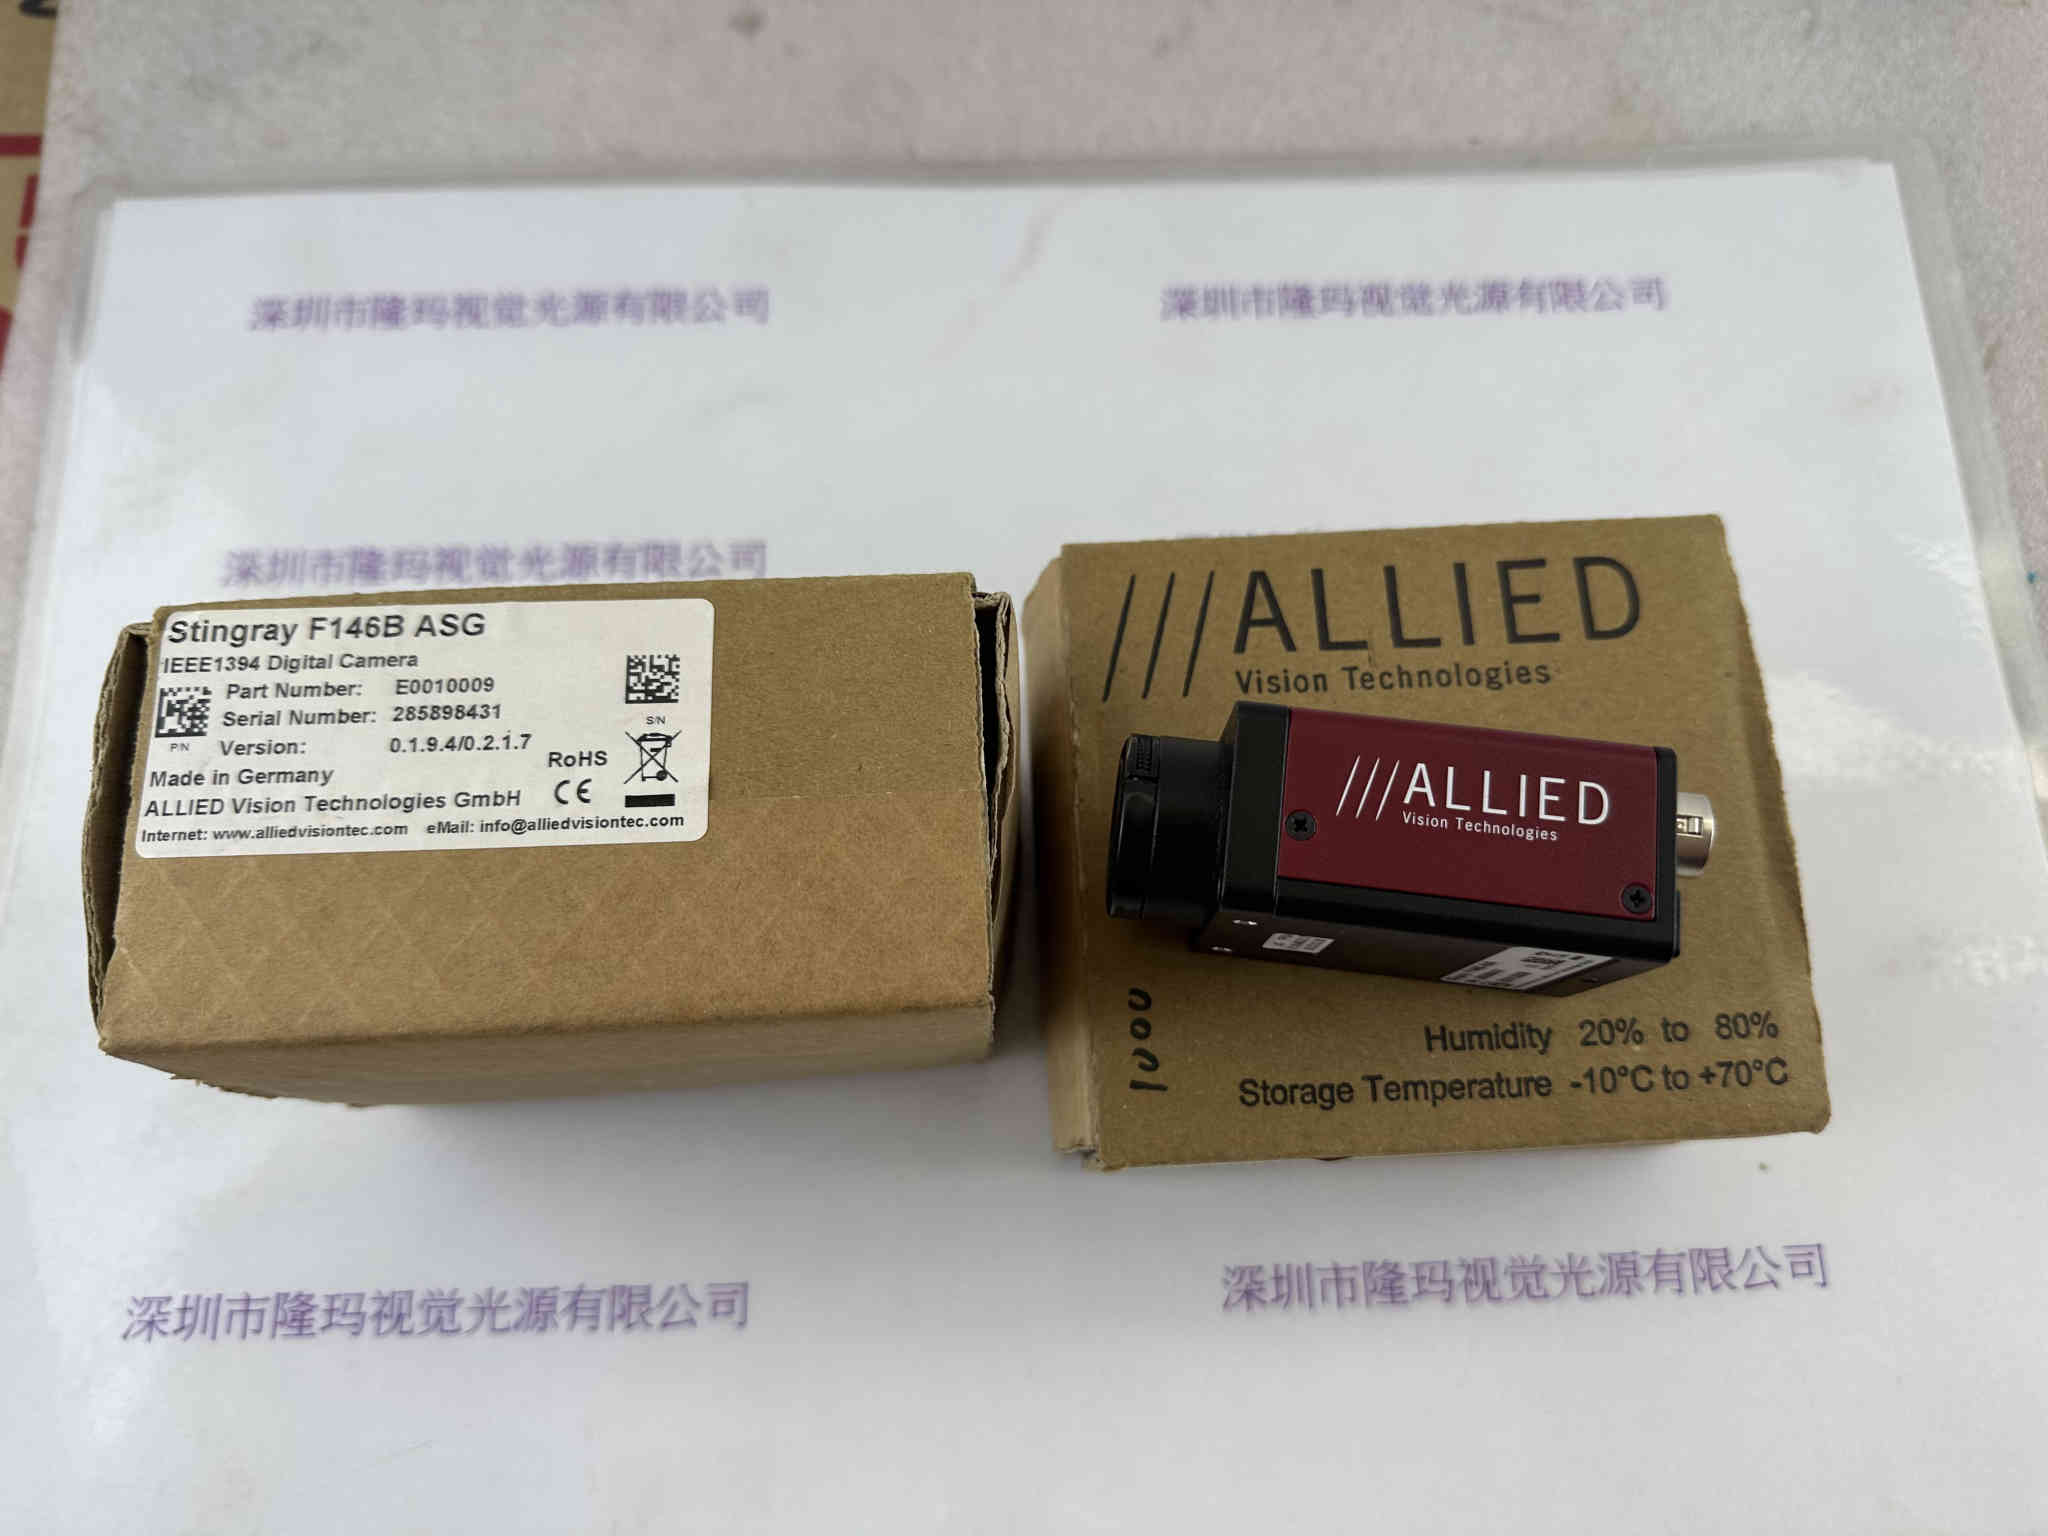 深圳市隆玛视觉光源有限公司
深圳市隆玛视觉光源有限公司
深圳市隆玛视觉光源有限公司
Stingray F146B ASG
IEEE1394 Digital Camera
Part Number: E0010009
Serial Number: 285898431
P/N
S/N
Version: 0.1.9.4/0.2.1.7
Made in Germany
RoHS
CE
ALLIED Vision Technologies GmbH
Internet: www.alliedvisiontec.com eMail: info@alliedvisiontec.com
///ALLIED
Vision Technologies
///ALLIED
Vision Technologies
Humidity 20% to 80%
Storage Temperature -10°C to +70°C
深圳市隆玛视觉光源有限公司
深圳市隆玛视觉光源有限公司